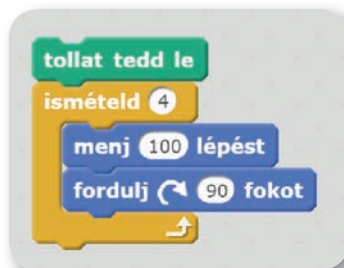 tollat tedd le
ismételd 4
menj 100 lépést
fordulj 90 fokot